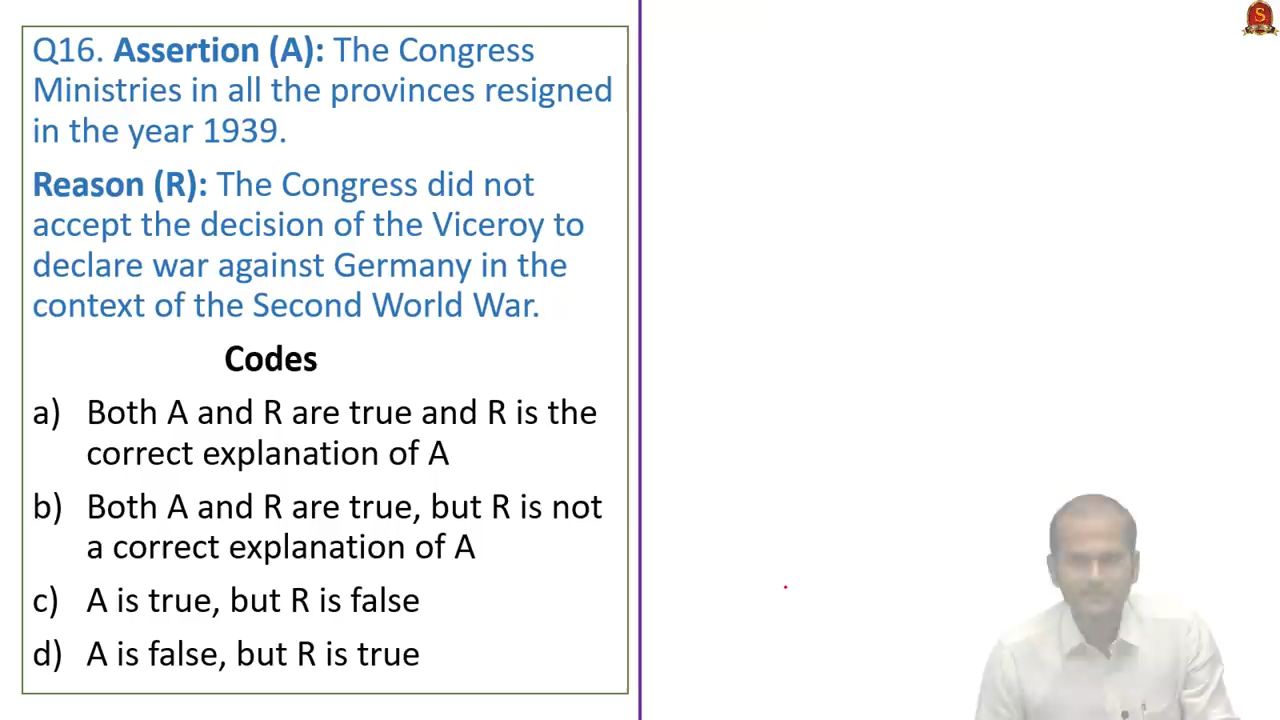 Q16. Assertion (A): The Congress
Ministries in all the provinces resigned
in the year 1939.
Reason (R): The Congress did not
accept the decision of the Viceroy to
declare war against Germany in the
context of the Second World War.
Codes
a) Both A and R are true and R is the
correct explanation of A
b) Both A and R are true, but R is not
a correct explanation of A
c) A is true, but R is false
d) A is false, but R is true
S